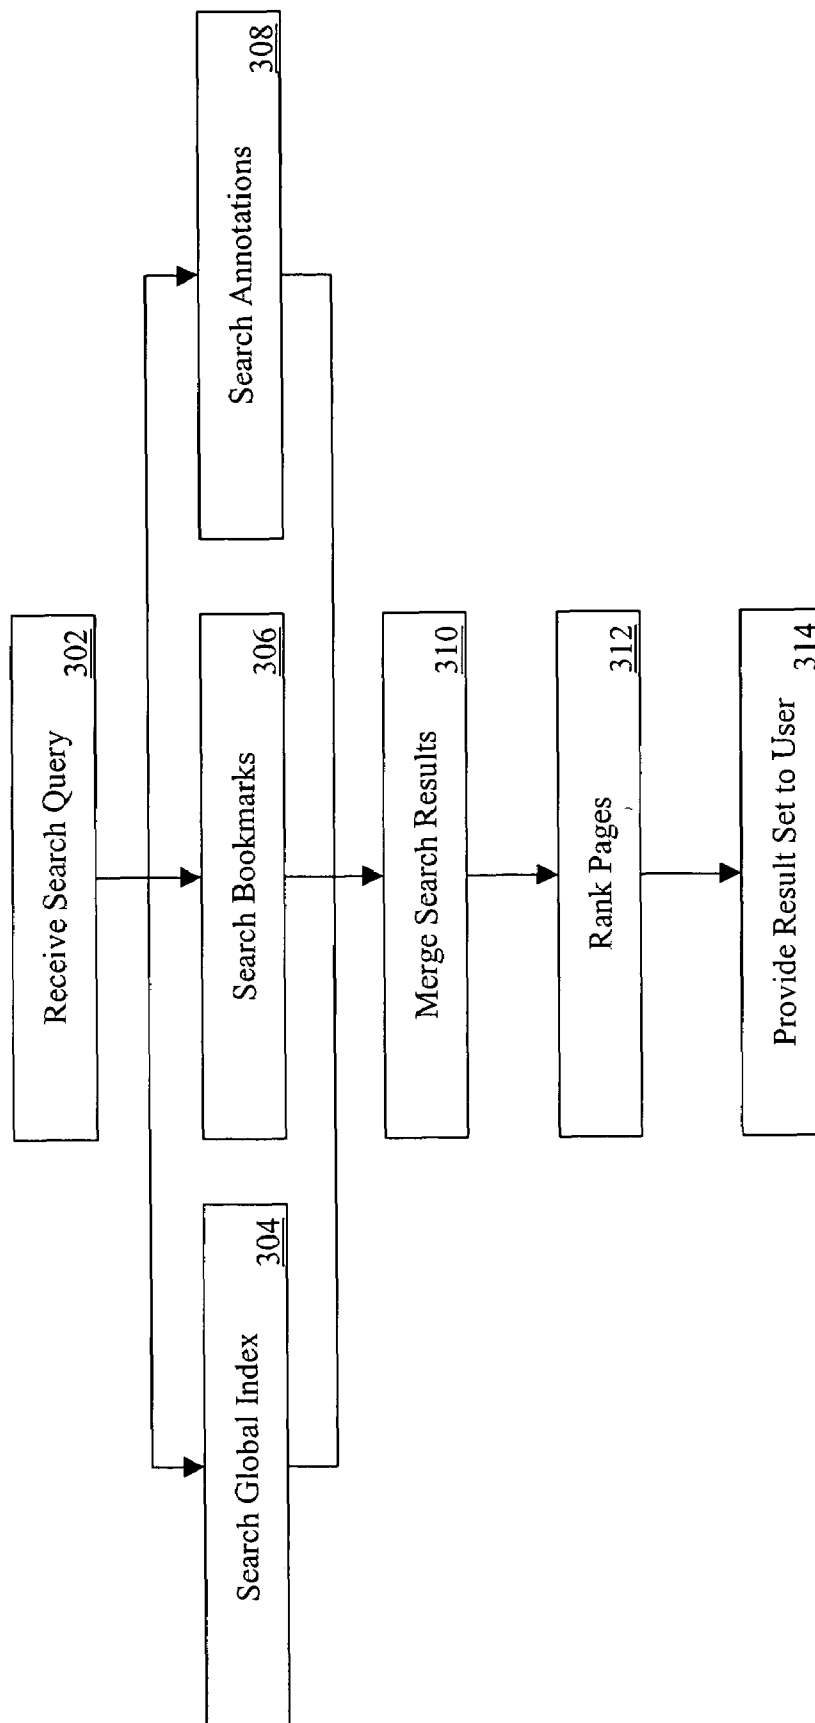 Receive Search Query
302
Search Global Index
304
Search Bookmarks
306
Search Annotations
308
Merge Search Results
310
Rank Pages
312
Provide Result Set to User
314